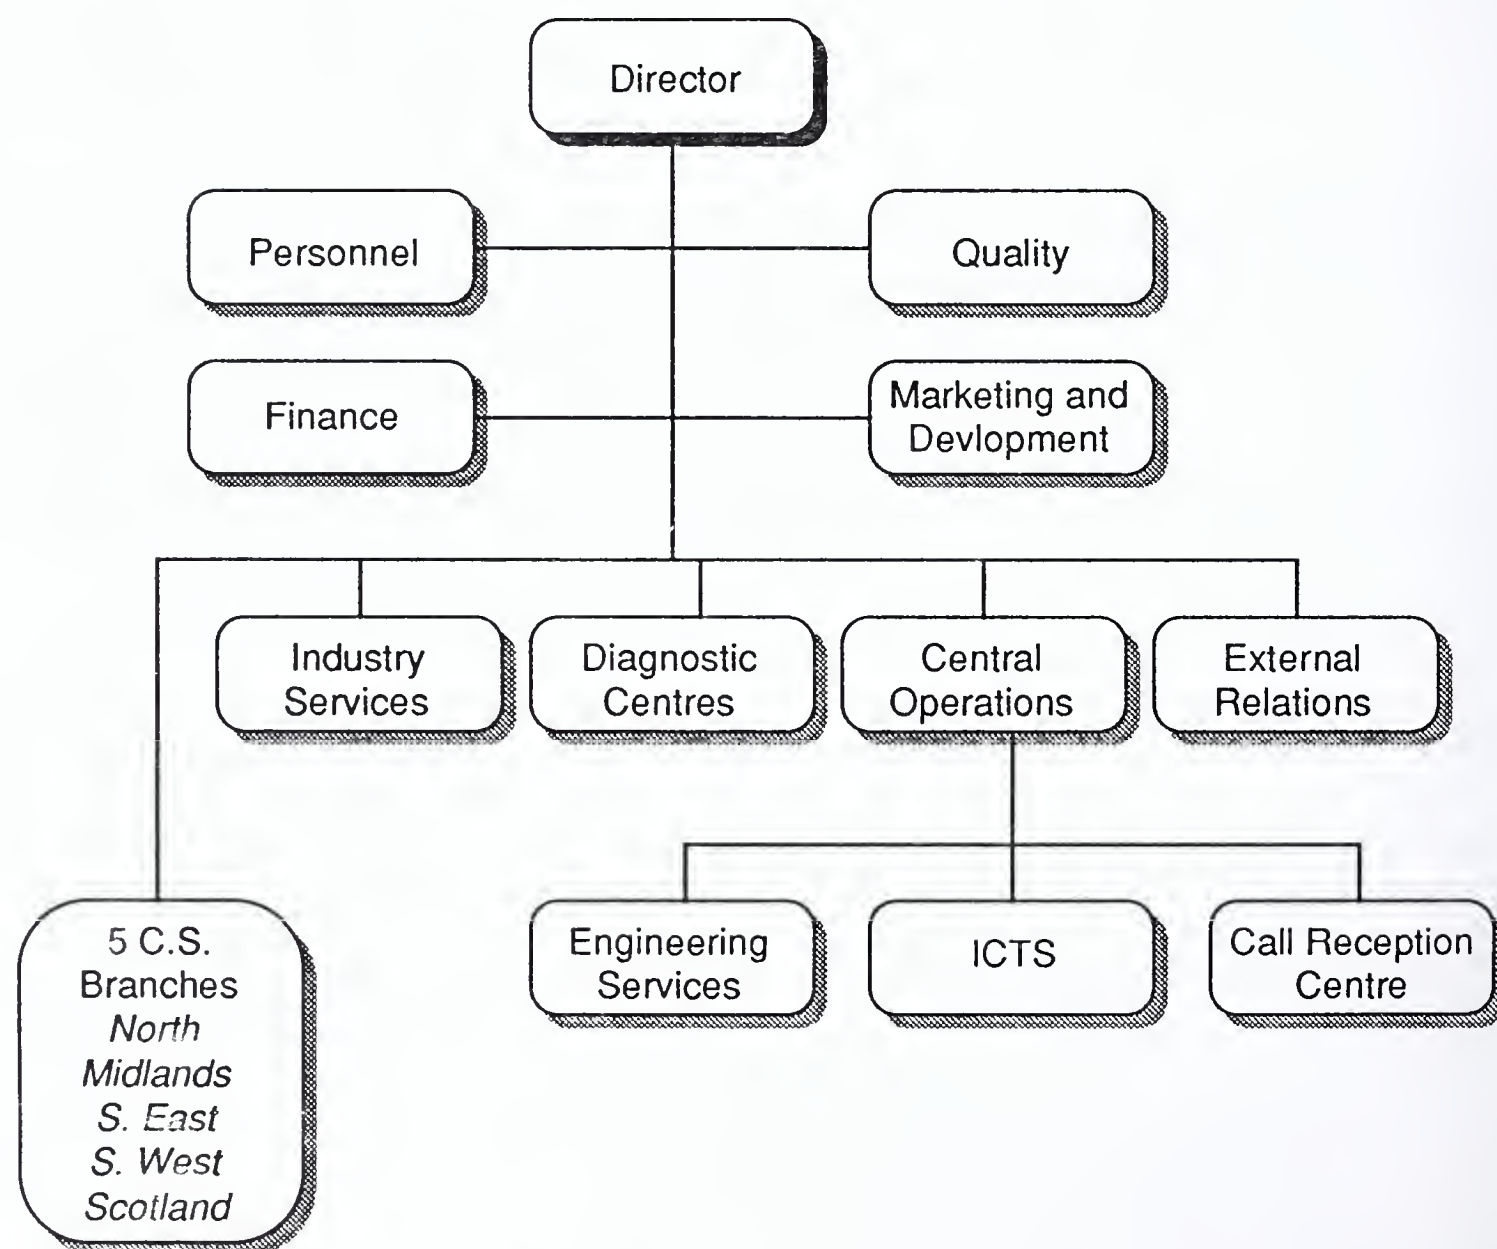 Director
Personnel
Quality
Finance
Marketing and
Devlopment
Industry
Services
Diagnostic
Centres
Central
Operations
External
Relations
5 C.S.
Branches
North
Midlands
S. East
S. West
Scotland
Engineering
Services
ICTS
Call Reception
Centre